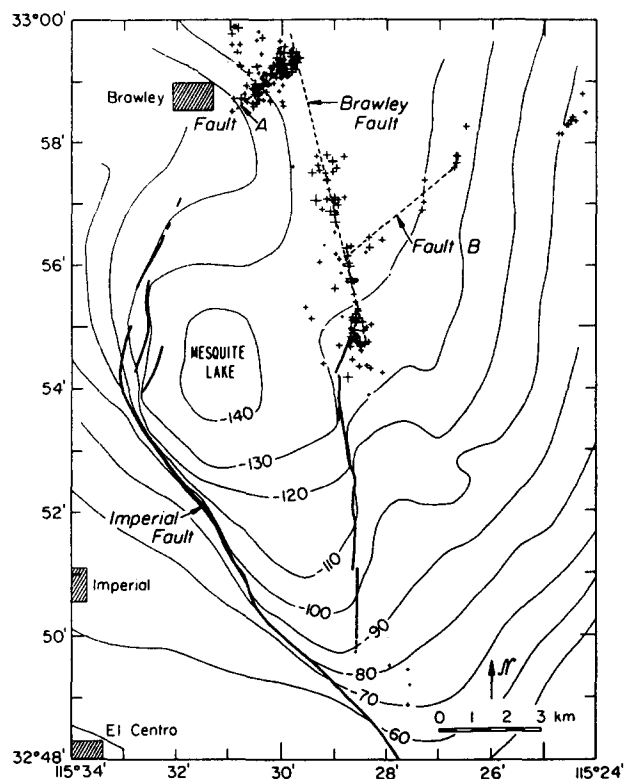 33°00'
Brawley
Fault A
Brawley
Fault
58'
Fault B
56'
MESQUITE
LAKE
54'
-140
-130
-120
52'
Imperial
Fault
-110
Imperial
-100
-90
50'
-80
N
-70
0 1 2 3 km
El Centro
-60
32°48'
115°34' 32' 30' 28' 26' 115°24'